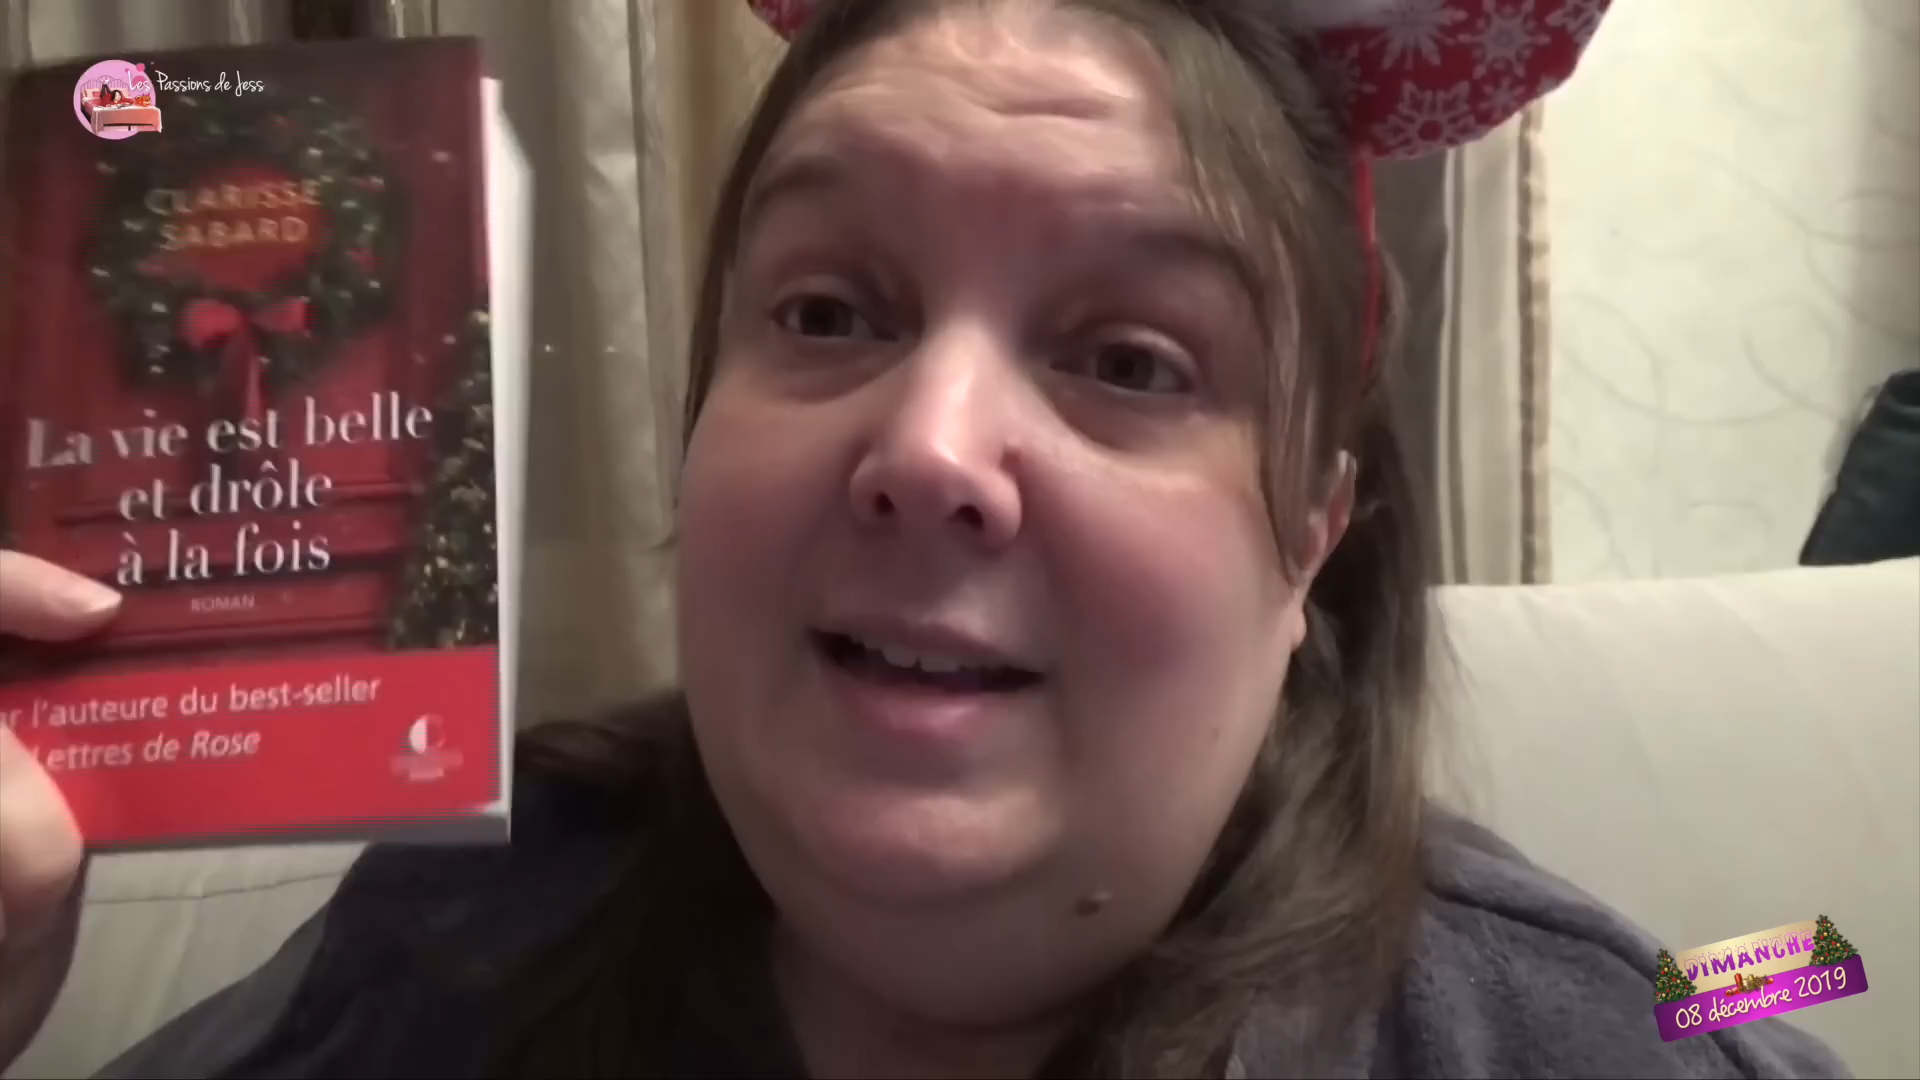 Les Passions de Jess
CLARISSE
SABARD
La vie est belle
et drôle
à la fois
ROMAN
l'auteure du best-seller
Lettres de Rose
DIMANCHE
08 décembre 2019